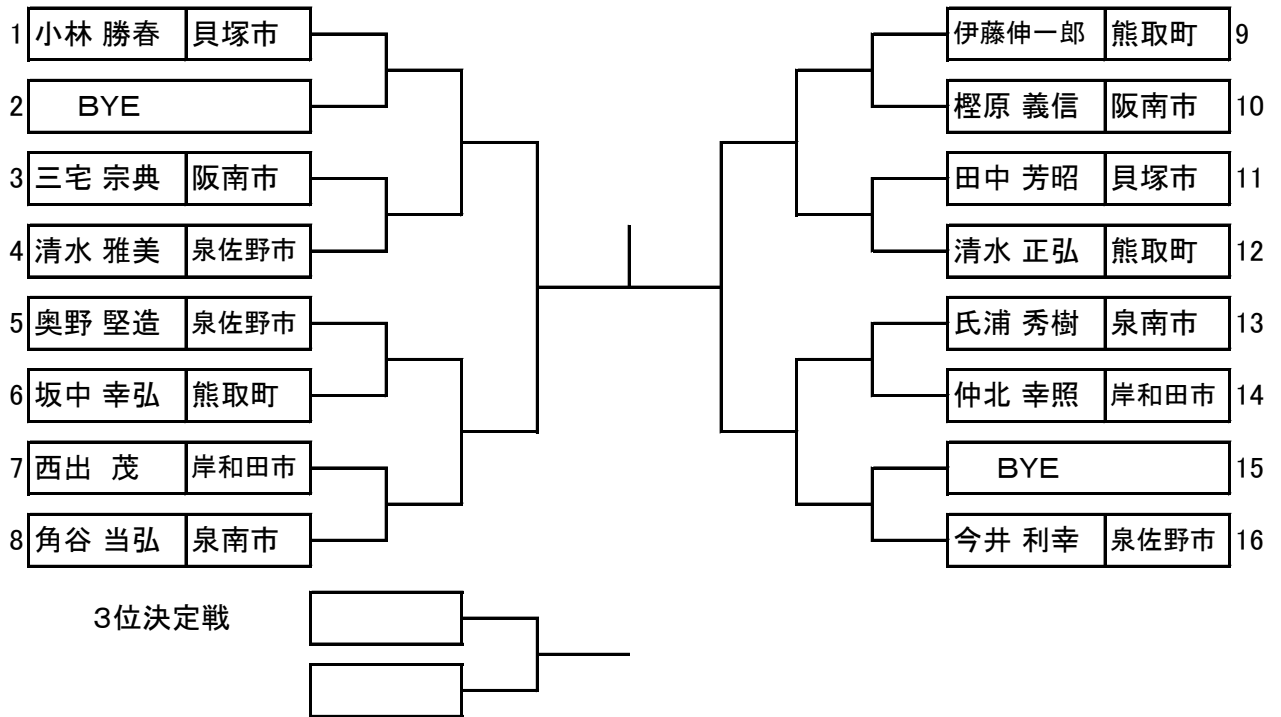 1 小林 勝春 貝塚市
2 BYE
3 三宅 宗典 阪南市
4 清水 雅美 泉佐野市
5 奥野 堅造 泉佐野市
6 坂中 幸弘 熊取町
7 西出 茂 岸和田市
8 角谷 当弘 泉南市
伊藤伸一郎 熊取町 9
樫原 義信 阪南市 10
田中 芳昭 貝塚市 11
清水 正弘 熊取町 12
氏浦 秀樹 泉南市 13
仲北 幸照 岸和田市 14
BYE 15
今井 利幸 泉佐野市 16
3位決定戦